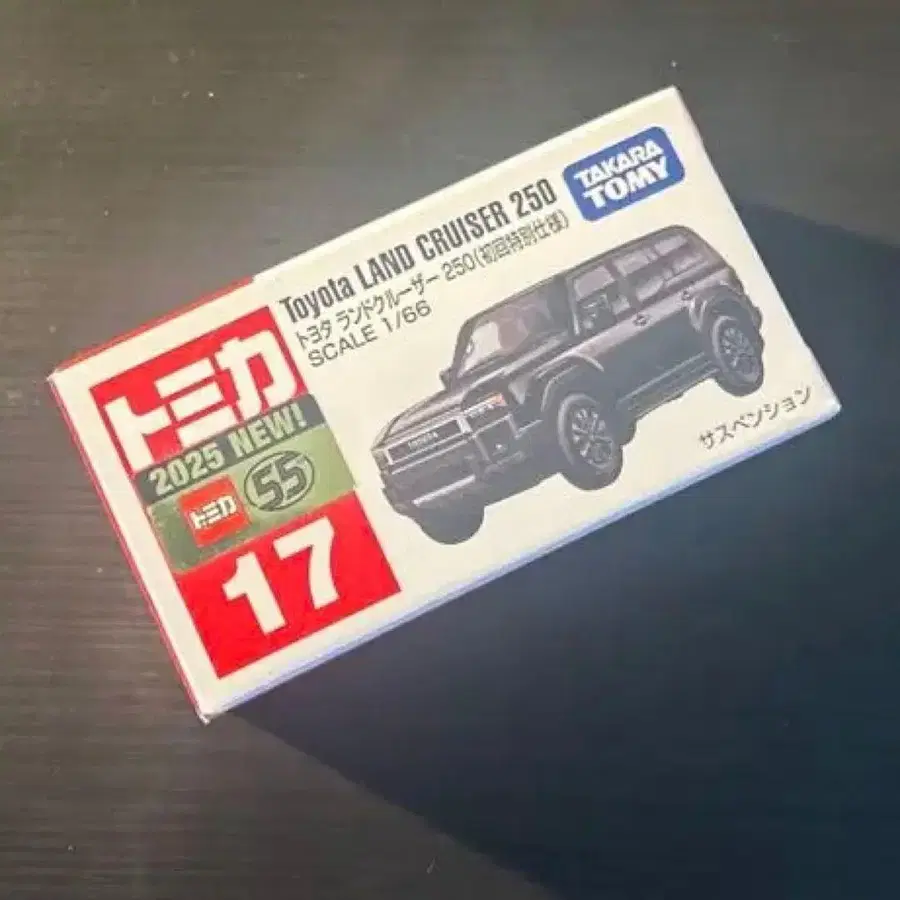 TAKARA
TOMY
Toyota LAND CRUISER 250
トヨタ ランドクルーザー 250(初回特別仕様)
SCALE 1/66
トミカ
2025 NEW!
トミカ
55
17
TOYOTA
サスペンション